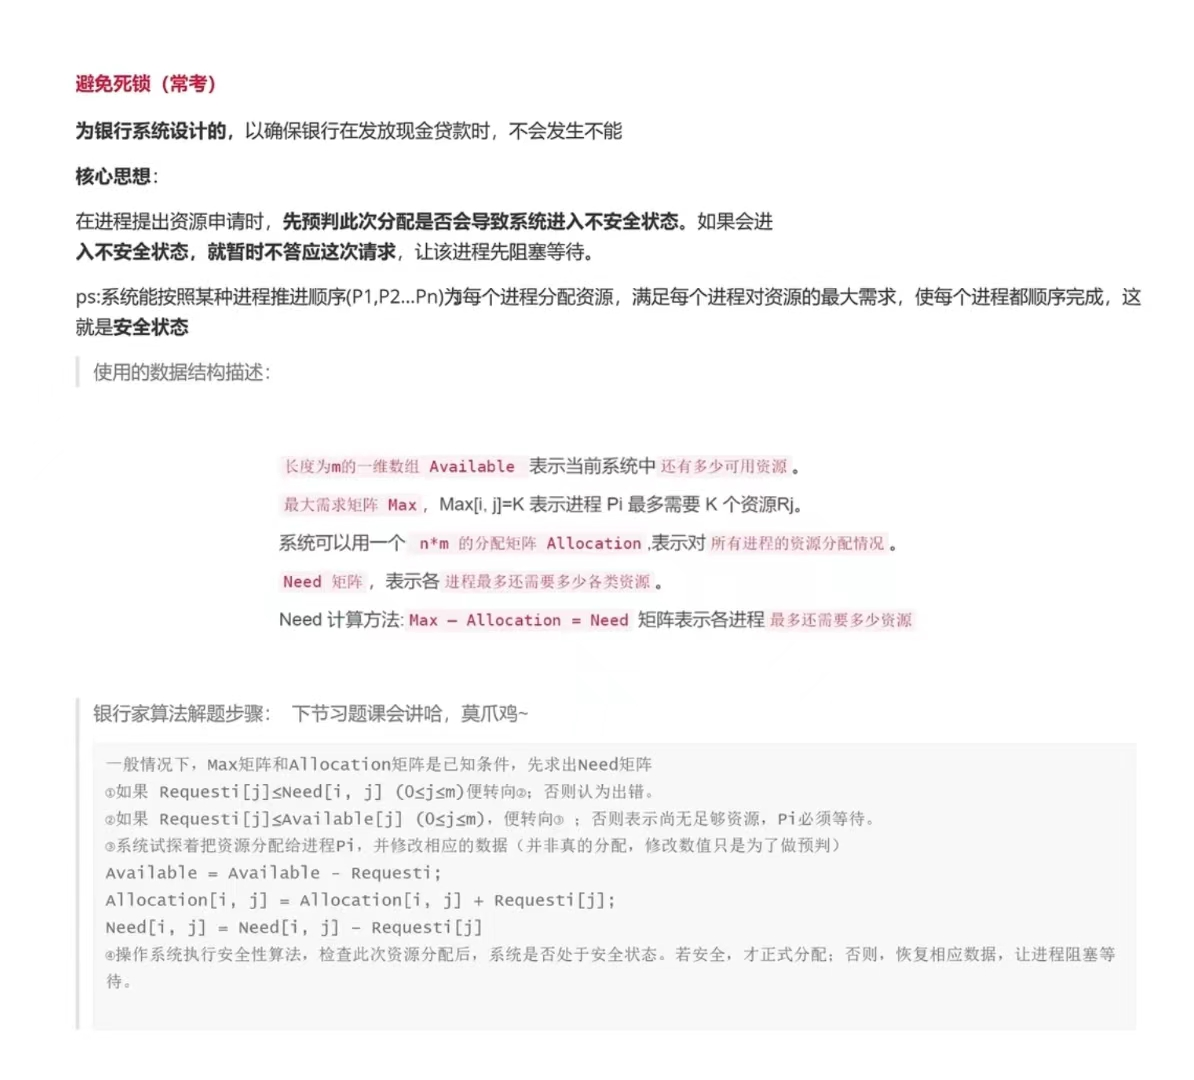 避免死锁（常考）
为银行系统设计的，以确保银行在发放现金贷款时，不会发生不能
核心思想：
在进程提出资源申请时，先预判此次分配是否会导致系统进入不安全状态。如果会进
入不安全状态，就暂时不答应这次请求，让该进程先阻塞等待。
ps:系统能按照某种进程推进顺序(P1,P2...Pn)为每个进程分配资源，满足每个进程对资源的最大需求，使每个进程都顺序完成，这
就是安全状态
使用的数据结构描述：
长度为m的一维数组 Available 表示当前系统中 还有多少可用资源 。
最大需求矩阵 Max ，Max[i, j]=K 表示进程 Pi 最多需要 K 个资源Rj。
系统可以用一个 n*m 的分配矩阵 Allocation ,表示对 所有进程的资源分配情况 。
Need 矩阵 ，表示各 进程最多还需要多少各类资源 。
Need 计算方法: Max – Allocation = Need 矩阵表示各进程 最多还需要多少资源
银行家算法解题步骤： 下节习题课会讲哈，莫爪鸡~
一般情况下，Max矩阵和Allocation矩阵是已知条件，先求出Need矩阵
①如果 Requesti[j]≤Need[i, j] (0≤j≤m)便转向②；否则认为出错。
②如果 Requesti[j]≤Available[j] (0≤j≤m)，便转向③ ；否则表示尚无足够资源，Pi必须等待。
③系统试探着把资源分配给进程Pi，并修改相应的数据（并非真的分配，修改数值只是为了做预判）
Available = Available - Requesti;
Allocation[i, j] = Allocation[i, j] + Requesti[j];
Need[i, j] = Need[i, j] – Requesti[j]
④操作系统执行安全性算法，检查此次资源分配后，系统是否处于安全状态。若安全，才正式分配；否则，恢复相应数据，让进程阻塞等
待。